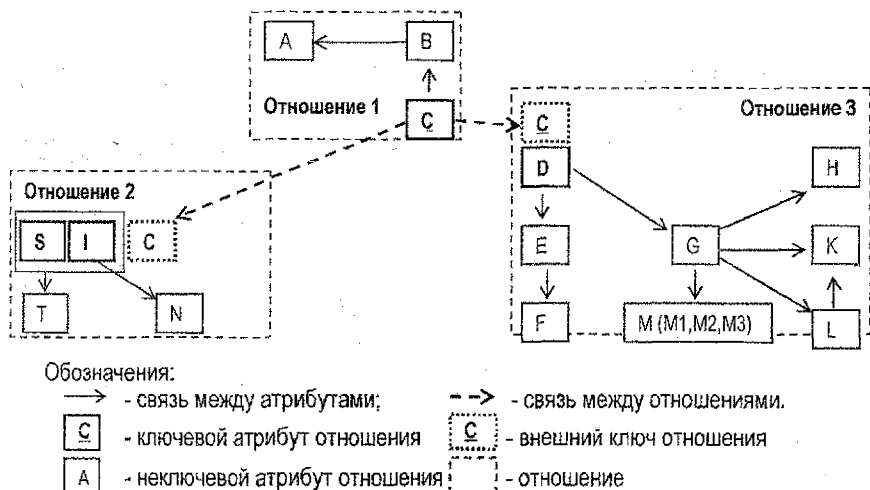 A B
Отношение 1 C
Отношение 3
C
D H
Отношение 2
S I C
E G K
T N
F M (M1,M2,M3) L
Обозначения:
- связь между атрибутами; - связь между отношениями.
C - ключевой атрибут отношения C - внешний ключ отношения
A - неключевой атрибут отношения - отношение